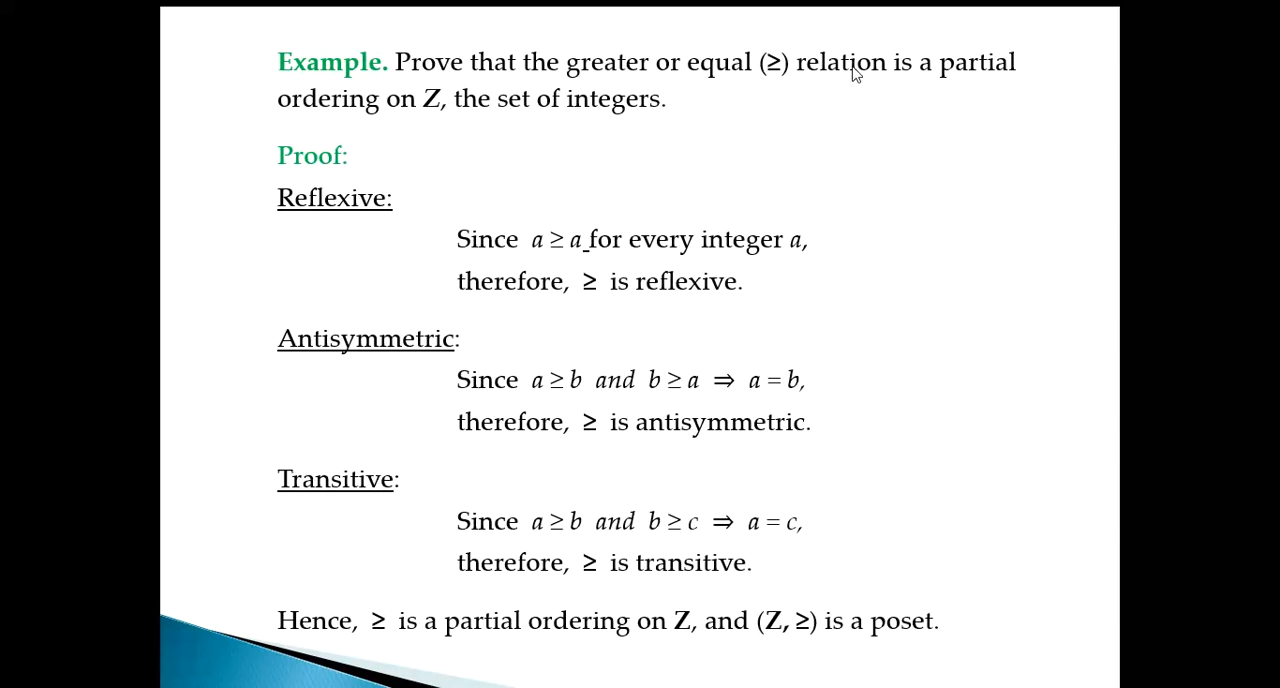 Example. Prove that the greater or equal (≥) relation is a partial
ordering on Z, the set of integers.
Proof:
Reflexive:
Since a ≥ a for every integer a,
therefore, ≥ is reflexive.
Antisymmetric:
Since a ≥ b and b ≥ a ⇒ a = b,
therefore, ≥ is antisymmetric.
Transitive:
Since a ≥ b and b ≥ c ⇒ a = c,
therefore, ≥ is transitive.
Hence, ≥ is a partial ordering on Z, and (Z, ≥) is a poset.